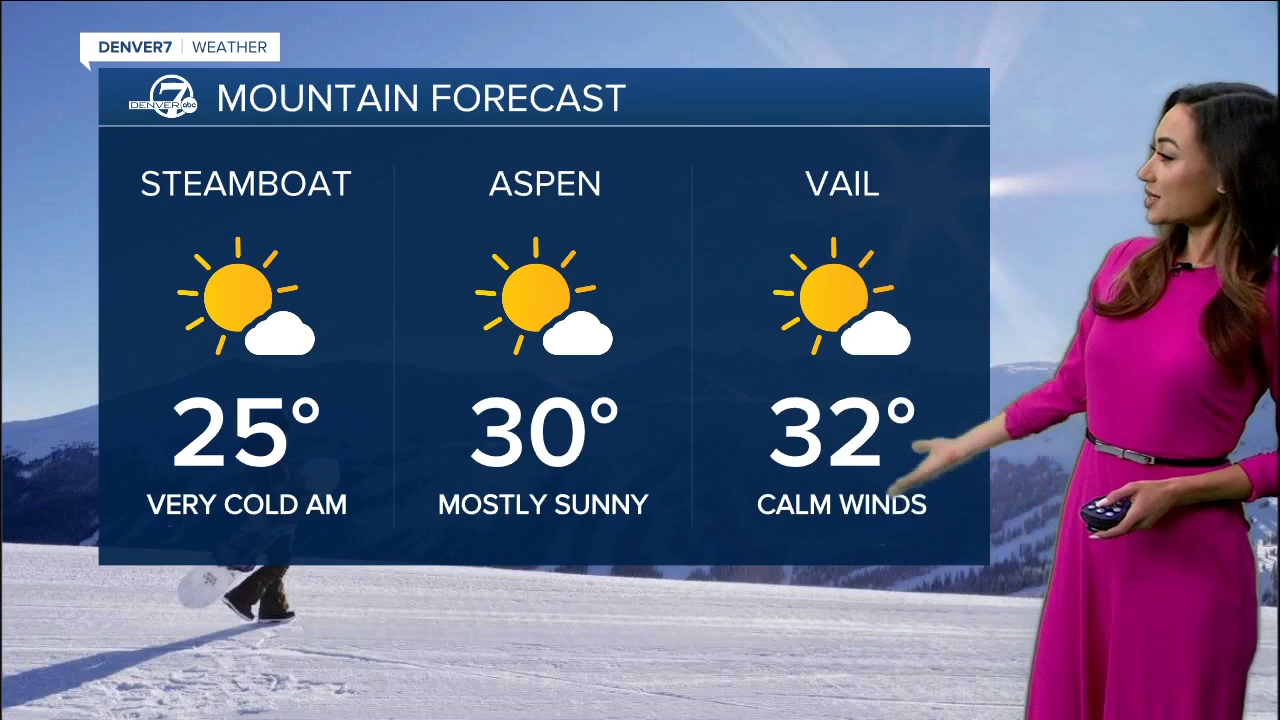 DENVER7 | WEATHER
7
DENVER abc
MOUNTAIN FORECAST
STEAMBOAT
25°
VERY COLD AM
ASPEN
30°
MOSTLY SUNNY
VAIL
32°
CALM WINDS